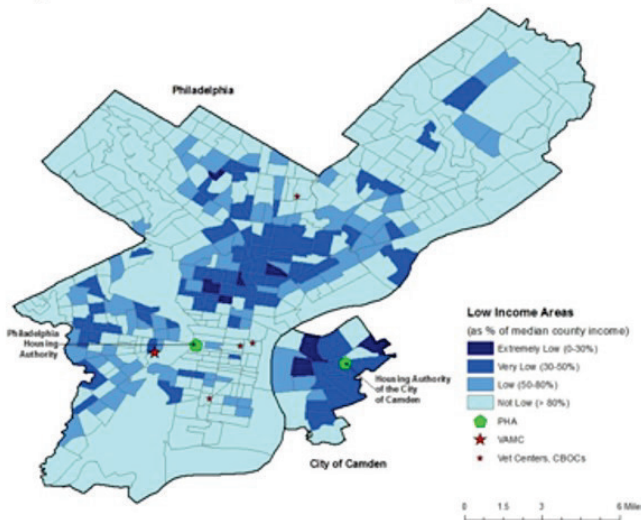 Philadelphia
Philadelphia
Housing
Authority
Housing Authority
of the City
of Camden
City of Camden
Low Income Areas
(as % of median county income)
Extremely Low (0-30%)
Very Low (30-50%)
Low (50-80%)
Not Low (> 80%)
PHA
VAMC
Vet Centers, CBOCs
0 1.5 3 6 Miles